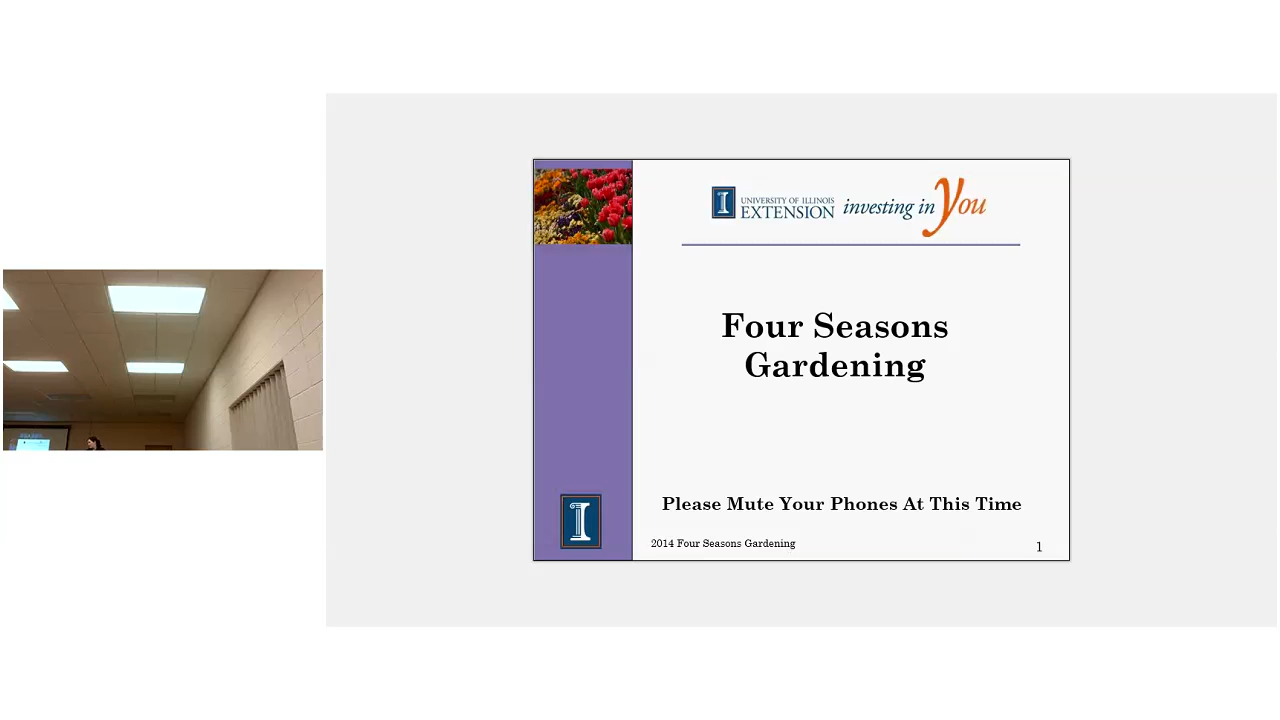 I
UNIVERSITY OF ILLINOIS
EXTENSION
investing in You
Four Seasons
Gardening
Please Mute Your Phones At This Time
I
2014 Four Seasons Gardening
1